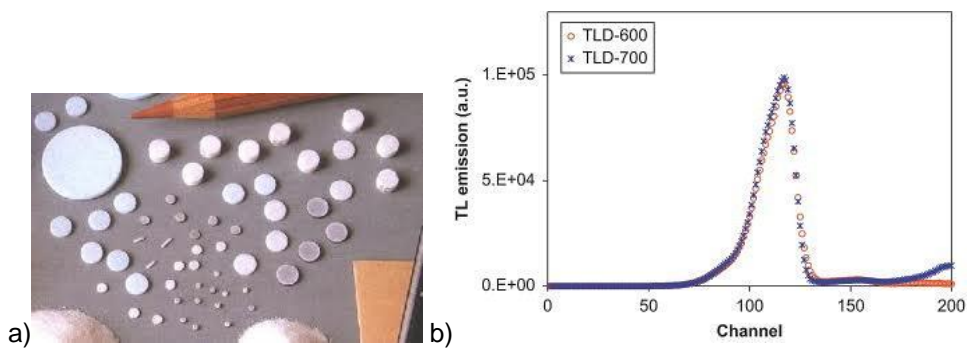 a)
b)
TLD-600
TLD-700
TL emission (a.u.)
1.E+05
5.E+04
0.E+00
0 50 100 150 200
Channel